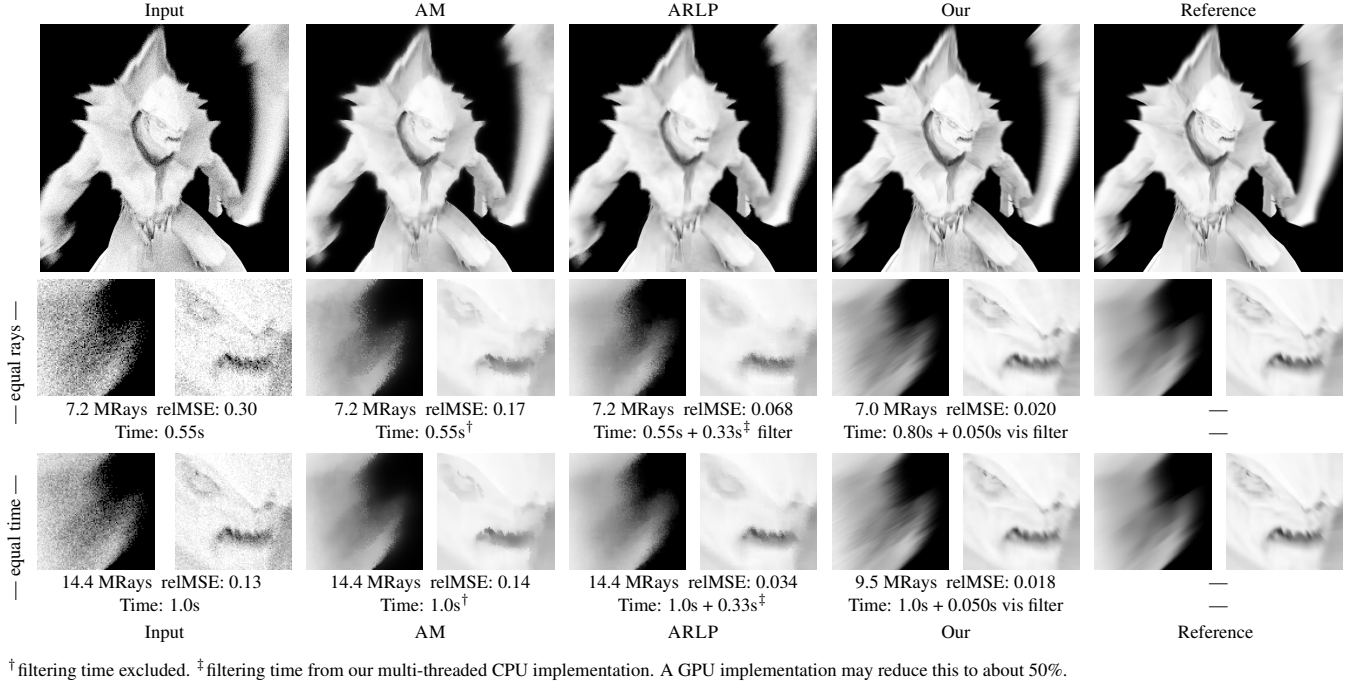 Input AM ARLP Our Reference
— equal rays —
7.2 MRays relMSE: 0.30 7.2 MRays relMSE: 0.17 7.2 MRays relMSE: 0.068 7.0 MRays relMSE: 0.020 —
Time: 0.55s Time: 0.55s† Time: 0.55s + 0.33s‡ filter Time: 0.80s + 0.050s vis filter —
— equal time —
14.4 MRays relMSE: 0.13 14.4 MRays relMSE: 0.14 14.4 MRays relMSE: 0.034 9.5 MRays relMSE: 0.018 —
Time: 1.0s Time: 1.0s† Time: 1.0s + 0.33s‡ Time: 1.0s + 0.050s vis filter —
Input AM ARLP Our Reference
†filtering time excluded. ‡filtering time from our multi-threaded CPU implementation. A GPU implementation may reduce this to about 50%.